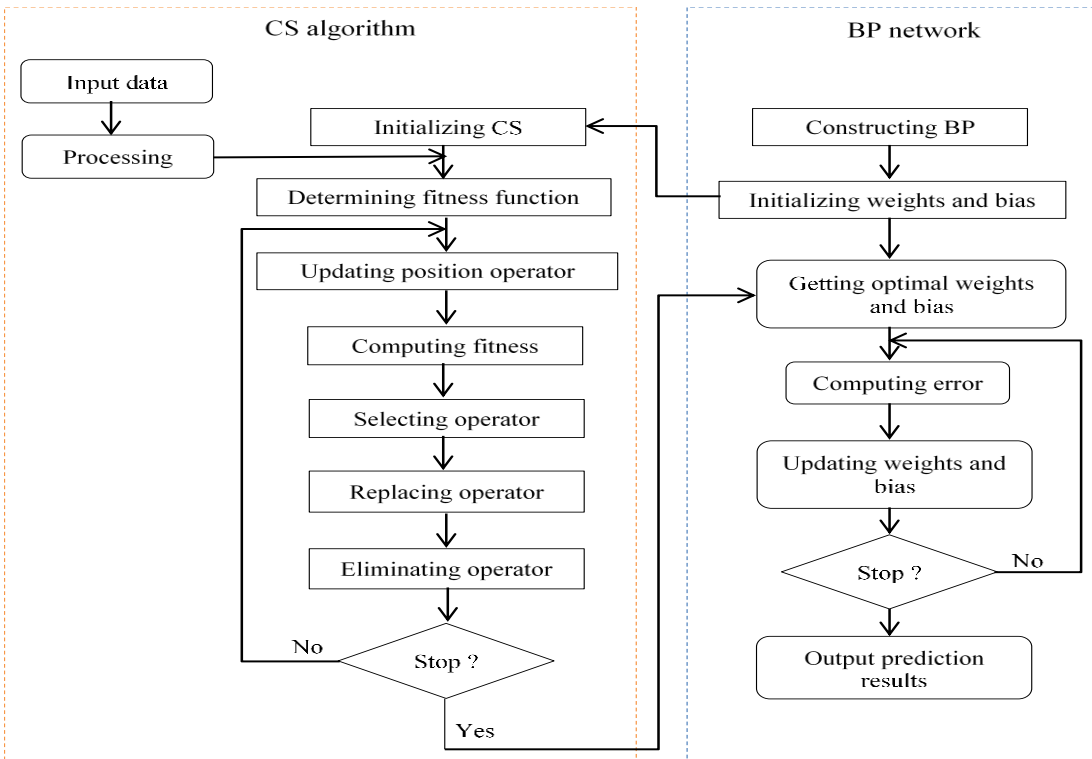 CS algorithm
Input data
Processing
Initializing CS
Determining fitness function
Updating position operator
Computing fitness
Selecting operator
Replacing operator
Eliminating operator
Stop ?
No
Yes
BP network
Constructing BP
Initializing weights and bias
Getting optimal weights
and bias
Computing error
Updating weights and
bias
Stop ?
No
Output prediction
results